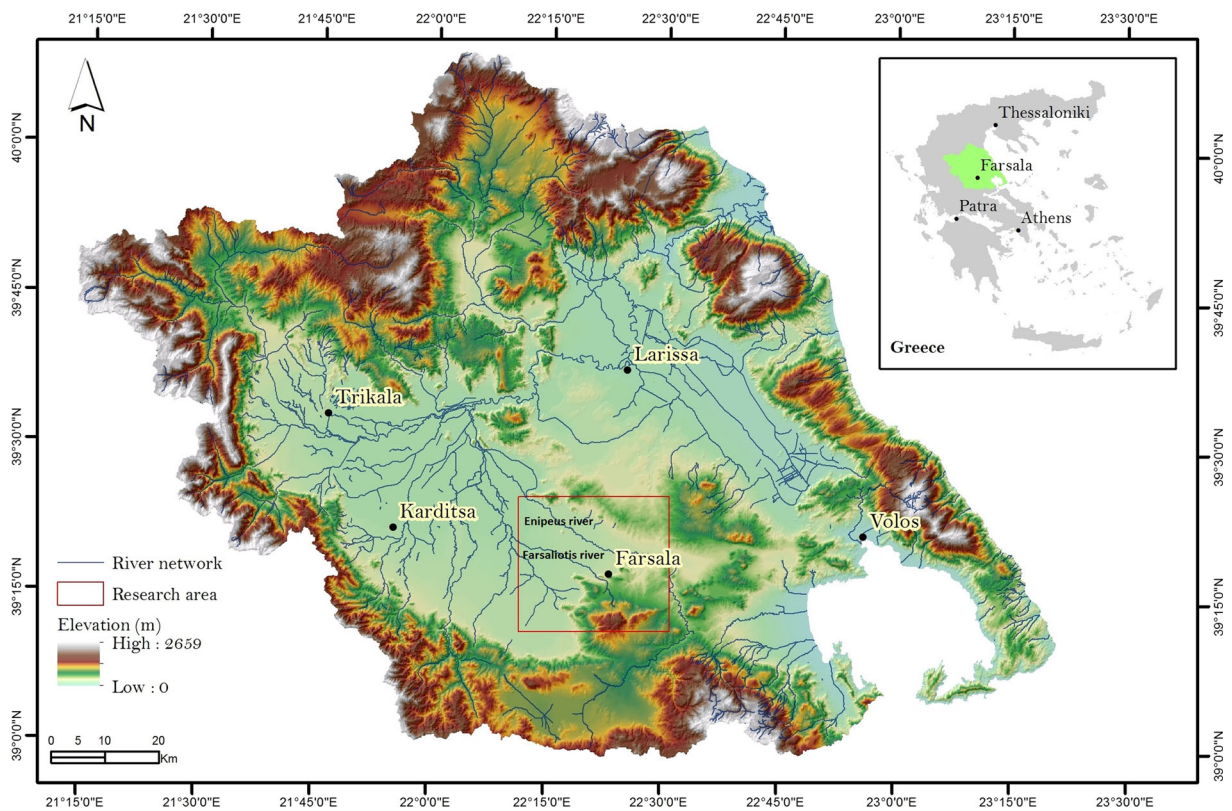 21°15'0"E 21°30'0"E 21°45'0"E 22°0'0"E 22°15'0"E 22°30'0"E 22°45'0"E 23°0'0"E 23°15'0"E 23°30'0"E
N
40°0'0"N
39°45'0"N
39°30'0"N
39°15'0"N
39°0'0"N
Thessaloniki
Farsala
Patra
Athens
Greece
40°0'0"N
39°45'0"N
39°30'0"N
39°15'0"N
39°0'0"N
Larissa
Trikala
Karditsa
Enipeus river
Volos
Farsaliotis river
Farsala
River network
Research area
Elevation (m)
High : 2659
Low : 0
0 5 10 20
Km
21°15'0"E 21°30'0"E 21°45'0"E 22°0'0"E 22°15'0"E 22°30'0"E 22°45'0"E 23°0'0"E 23°15'0"E 23°30'0"E